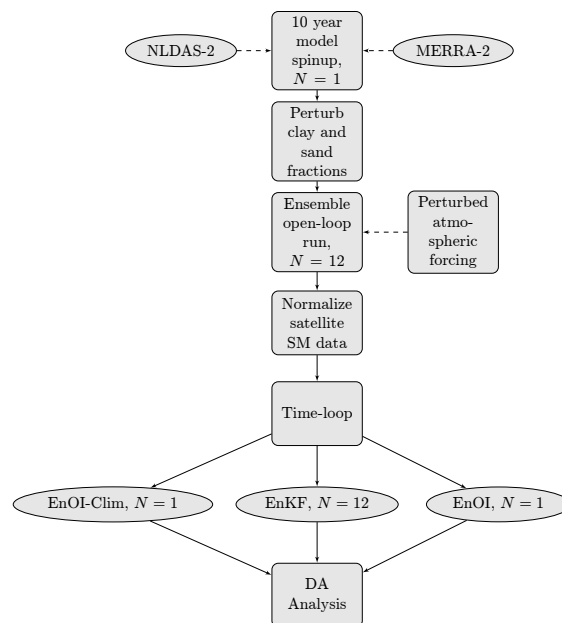 NLDAS-2
10 year
model
spinup,
N = 1
MERRA-2
Perturb
clay and
sand
fractions
Ensemble
open-loop
run,
N = 12
Perturbed
atmo-
spheric
forcing
Normalize
satellite
SM data
Time-loop
EnOI-Clim, N = 1
EnKF, N = 12
EnOI, N = 1
DA
Analysis